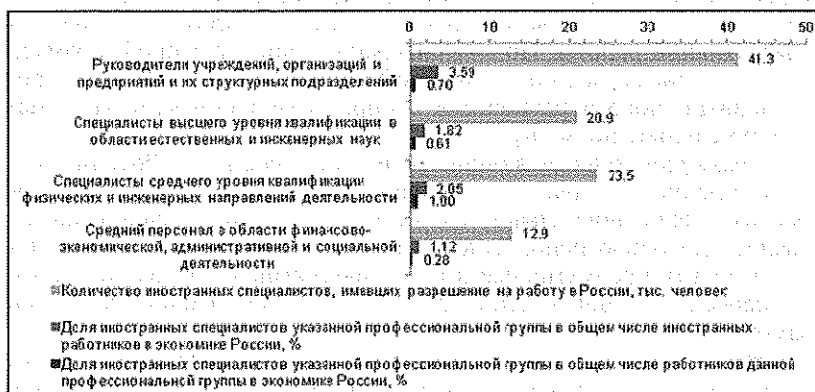 0 10 20 30 40 50
Руководители учреждений, организаций и
предприятий и их структурных подразделений
41.3
3.59
0.70
Специалисты высшего уровня квалификации в
области естественных и инженерных наук
20.9
1.82
0.61
Специалисты среднего уровня квалификации
физических и инженерных направлений деятельности
23.5
2.05
1.00
Средний персонал в области финансово-
экономической, административной и социальной
деятельности
12.9
1.12
0.28
Количество иностранных специалистов, имевших разрешение на работу в России, тыс. человек
Доля иностранных специалистов указанной профессиональной группы в общем числе иностранных
работников в экономике России, %
Доля иностранных специалистов указанной профессиональной группы в общем числе работников данной
профессиональной группы в экономике России, %